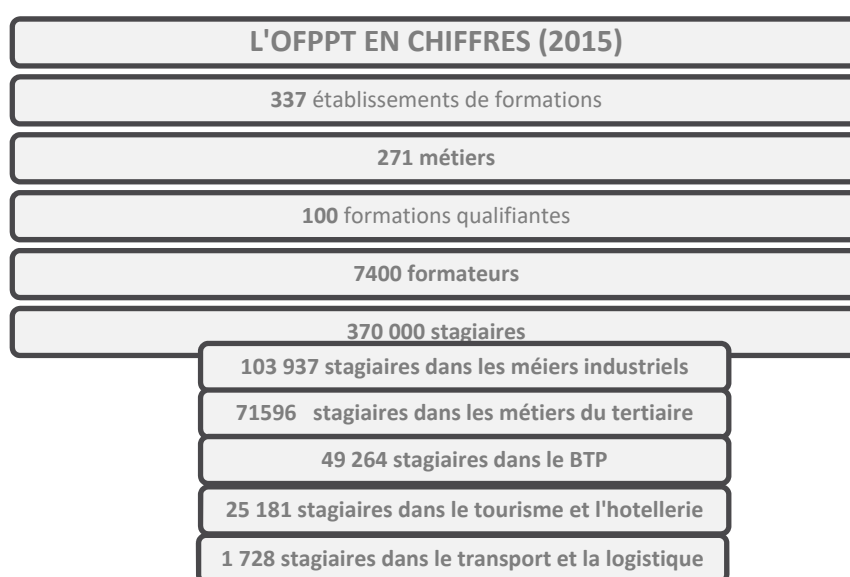 L'OFPPT EN CHIFFRES (2015)
337 établissements de formations
271 métiers
100 formations qualifiantes
7400 formateurs
370 000 stagiaires
103 937 stagiaires dans les méiers industriels
71596 stagiaires dans les métiers du tertiaire
49 264 stagiaires dans le BTP
25 181 stagiaires dans le tourisme et l'hotellerie
1 728 stagiaires dans le transport et la logistique